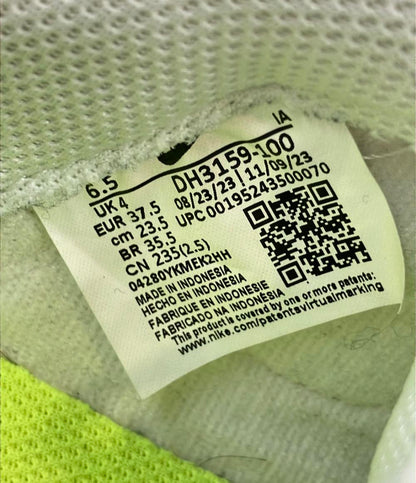 IA
6.5 DH3159-100
UK 4 08/23/23 | 11/09/23
EUR 37.5 UPC 00195243500070
cm 23.5
BR 35.5
CN 235(2.5)
04280YKMEK2HH
MADE IN INDONESIA
HECHO EN INDONESIA
FABRIQUE EN INDONESIE
FABRICADO NA INDONÉSIA
This product is covered by one or more patents
www.nike.com/patentsvirtualmarking